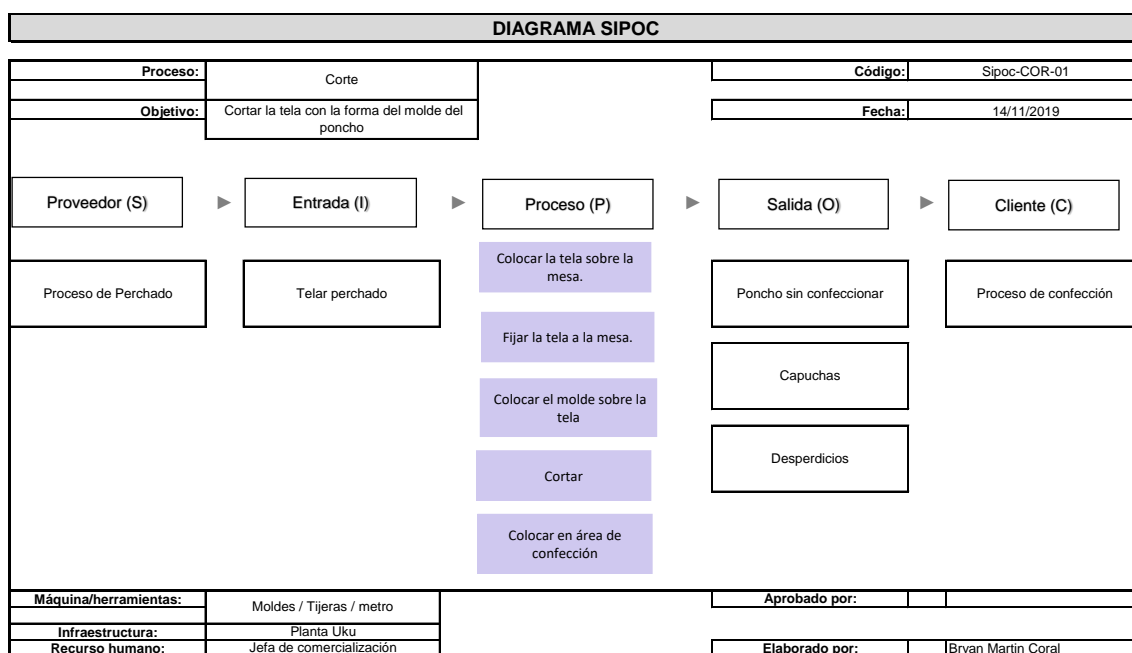 DIAGRAMA SIPOC
Proceso:
Corte
Código:
Sipoc-COR-01
Objetivo:
Cortar la tela con la forma del molde del
poncho
Fecha:
14/11/2019
Proveedor (S)
Entrada (I)
Proceso (P)
Salida (O)
Cliente (C)
Proceso de Perchado
Telar perchado
Colocar la tela sobre la
mesa.
Fijar la tela a la mesa.
Colocar el molde sobre la
tela
Cortar
Colocar en área de
confección
Poncho sin confeccionar
Capuchas
Desperdicios
Proceso de confección
Máquina/herramientas:
Moldes / Tijeras / metro
Aprobado por:
Infraestructura:
Planta Uku
Recurso humano:
Jefa de comercialización
Elaborado por:
Bryan Martin Coral